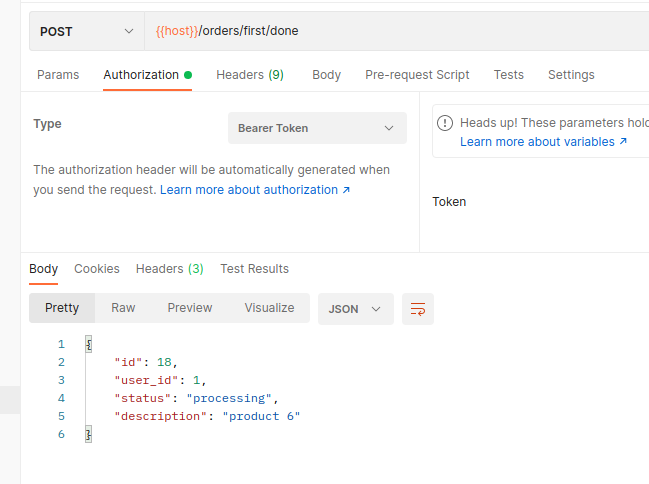 POST
{{host}}/orders/first/done
Params Authorization Headers (9) Body Pre-request Script Tests Settings
Type
Bearer Token
The authorization header will be automatically generated when
you send the request. Learn more about authorization ↗
Heads up! These parameters hold
Learn more about variables ↗
Token
Body Cookies Headers (3) Test Results
Pretty Raw Preview Visualize JSON
1 {
2 "id": 18,
3 "user_id": 1,
4 "status": "processing",
5 "description": "product 6"
6 }